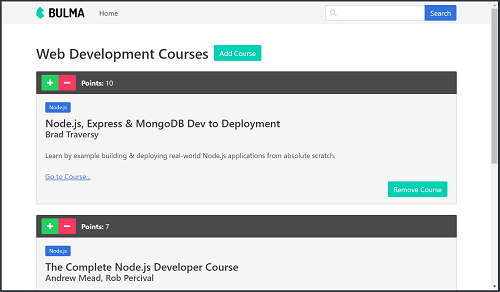 BULMA Home Search
Web Development Courses Add Course
+ - Points: 10
Node.js
Node.js, Express & MongoDB Dev to Deployment
Brad Traversy
Learn by example building & deploying real-world Node.js applications from absolute scratch.
Go to Course...
Remove Course
+ - Points: 7
Node.js
The Complete Node.js Developer Course
Andrew Mead, Rob Percival